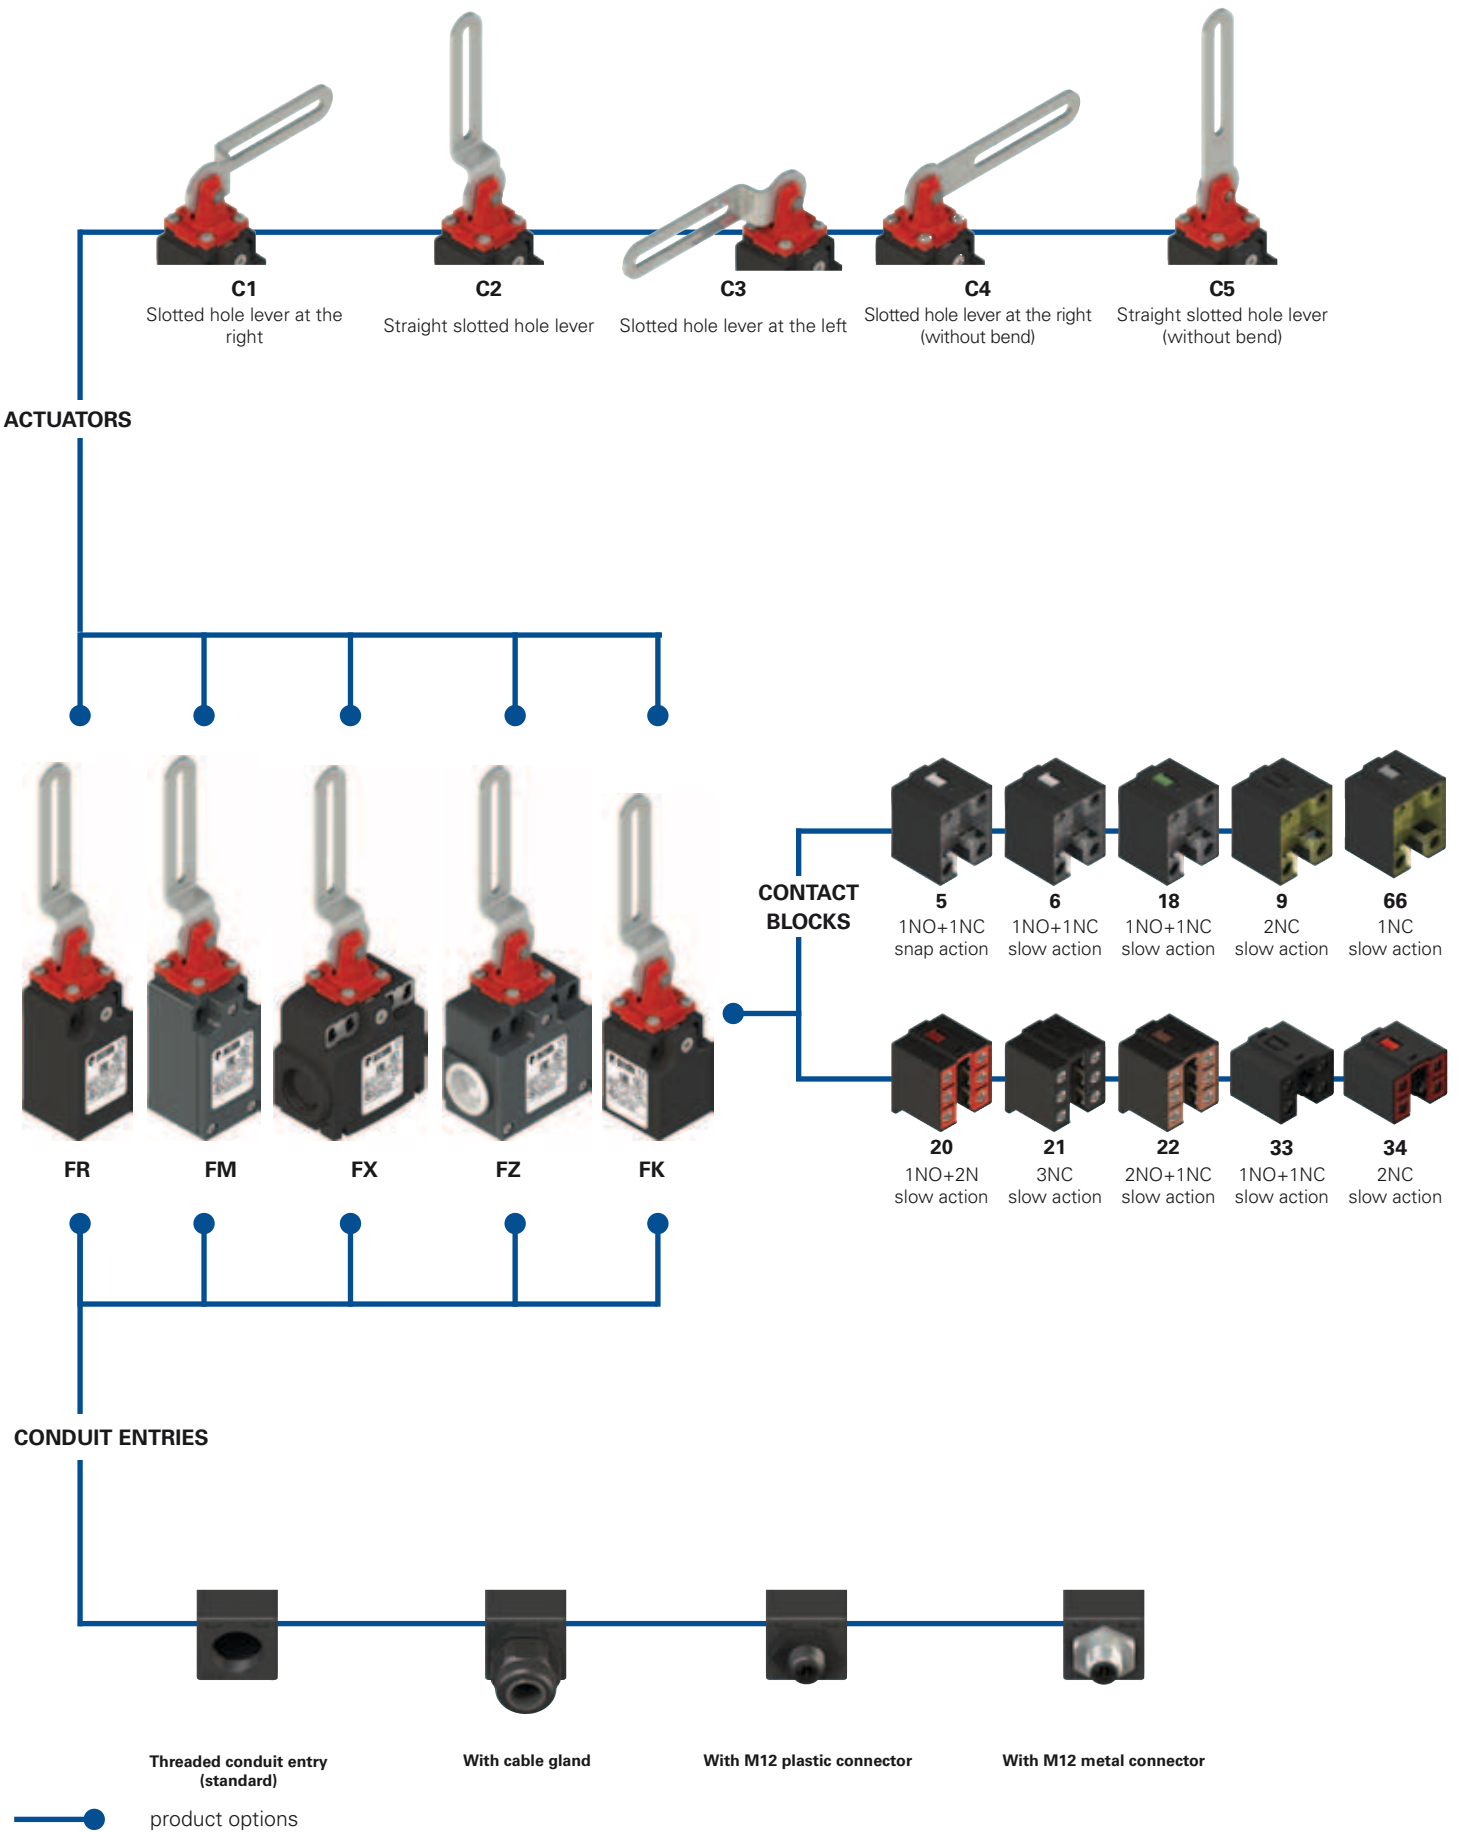 C1
Slotted hole lever at the
right
C2
Straight slotted hole lever
C3
Slotted hole lever at the left
C4
Slotted hole lever at the right
(without bend)
C5
Straight slotted hole lever
(without bend)
ACTUATORS
CONTACT
BLOCKS
5
1NO+1NC
snap action
6
1NO+1NC
slow action
18
1NO+1NC
slow action
9
2NC
slow action
66
1NC
slow action
20
1NO+2N
slow action
21
3NC
slow action
22
2NO+1NC
slow action
33
1NO+1NC
slow action
34
2NC
slow action
FR
FM
FX
FZ
FK
CONDUIT ENTRIES
Threaded conduit entry
(standard)
With cable gland
With M12 plastic connector
With M12 metal connector
product options